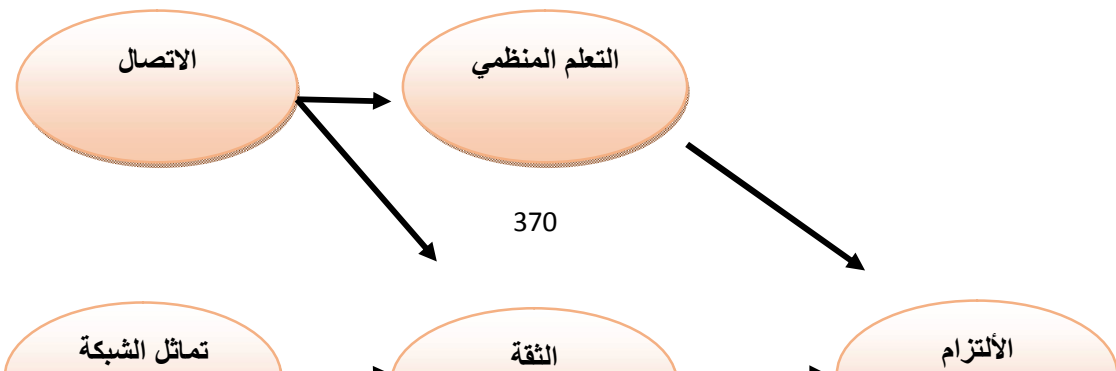 الاتصال
التعلم المنظمي
370
تماثل الشبكة
الثقة
الألتزام